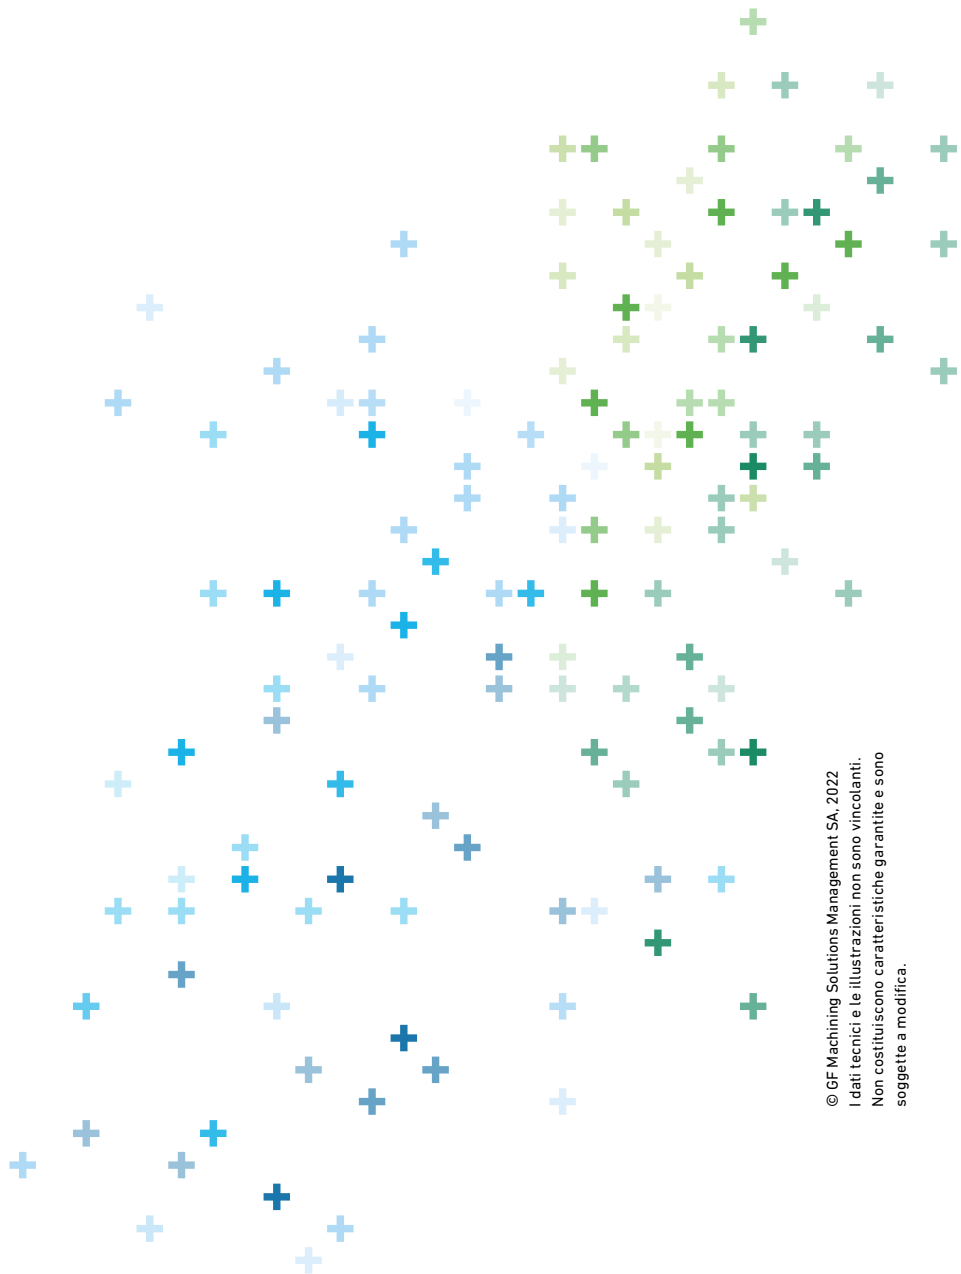 © GF Machining Solutions Management SA, 2022
I dati tecnici e le illustrazioni non sono vincolanti.
Non costituiscono caratteristiche garantite e sono
soggette a modifica.